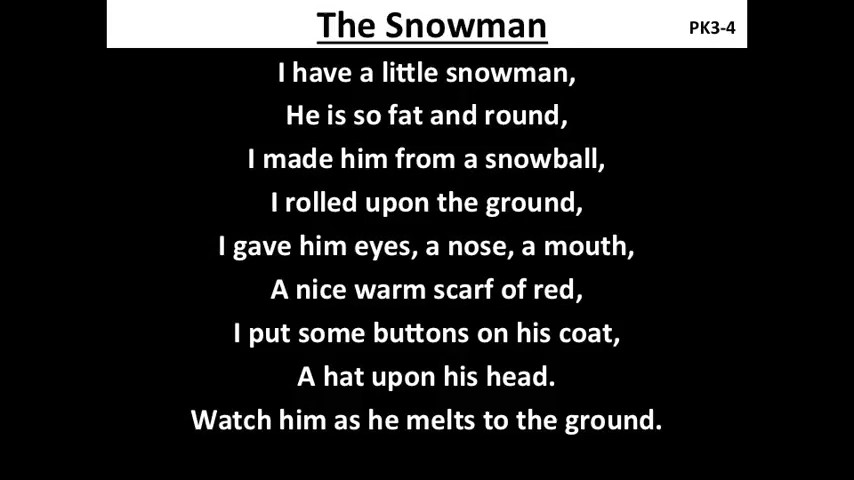 The Snowman
PK3-4
I have a little snowman,
He is so fat and round,
I made him from a snowball,
I rolled upon the ground,
I gave him eyes, a nose, a mouth,
A nice warm scarf of red,
I put some buttons on his coat,
A hat upon his head.
Watch him as he melts to the ground.